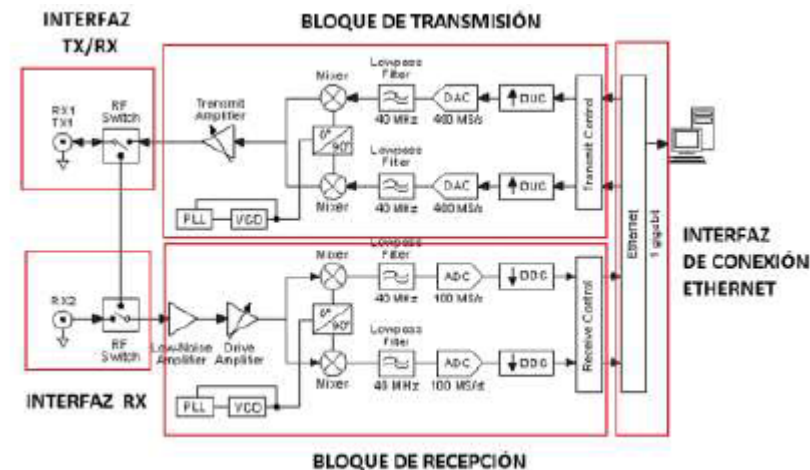 INTERFAZ
TX/RX
BLOQUE DE TRANSMISIÓN
RX1
TX1
RF
Switch
Transmit
Amplifier
Mixer
Lowpass
Filter
40 MHz
DAC
400 MS/s
DUC
0°
90°
Lowpass
Filter
Mixer
40 MHz
DAC
400 MS/s
DUC
Transmit Control
PLL
VCO
Ethernet
1 gigabit
INTERFAZ
DE CONEXIÓN
ETHERNET
RX2
RF
Switch
Low-Noise
Amplifier
Drive
Amplifier
Mixer
Lowpass
Filter
40 MHz
ADC
100 MS/s
DDC
0°
90°
Lowpass
Filter
Mixer
40 MHz
ADC
100 MS/s
DDC
Receive Control
PLL
VCO
INTERFAZ RX
BLOQUE DE RECEPCIÓN